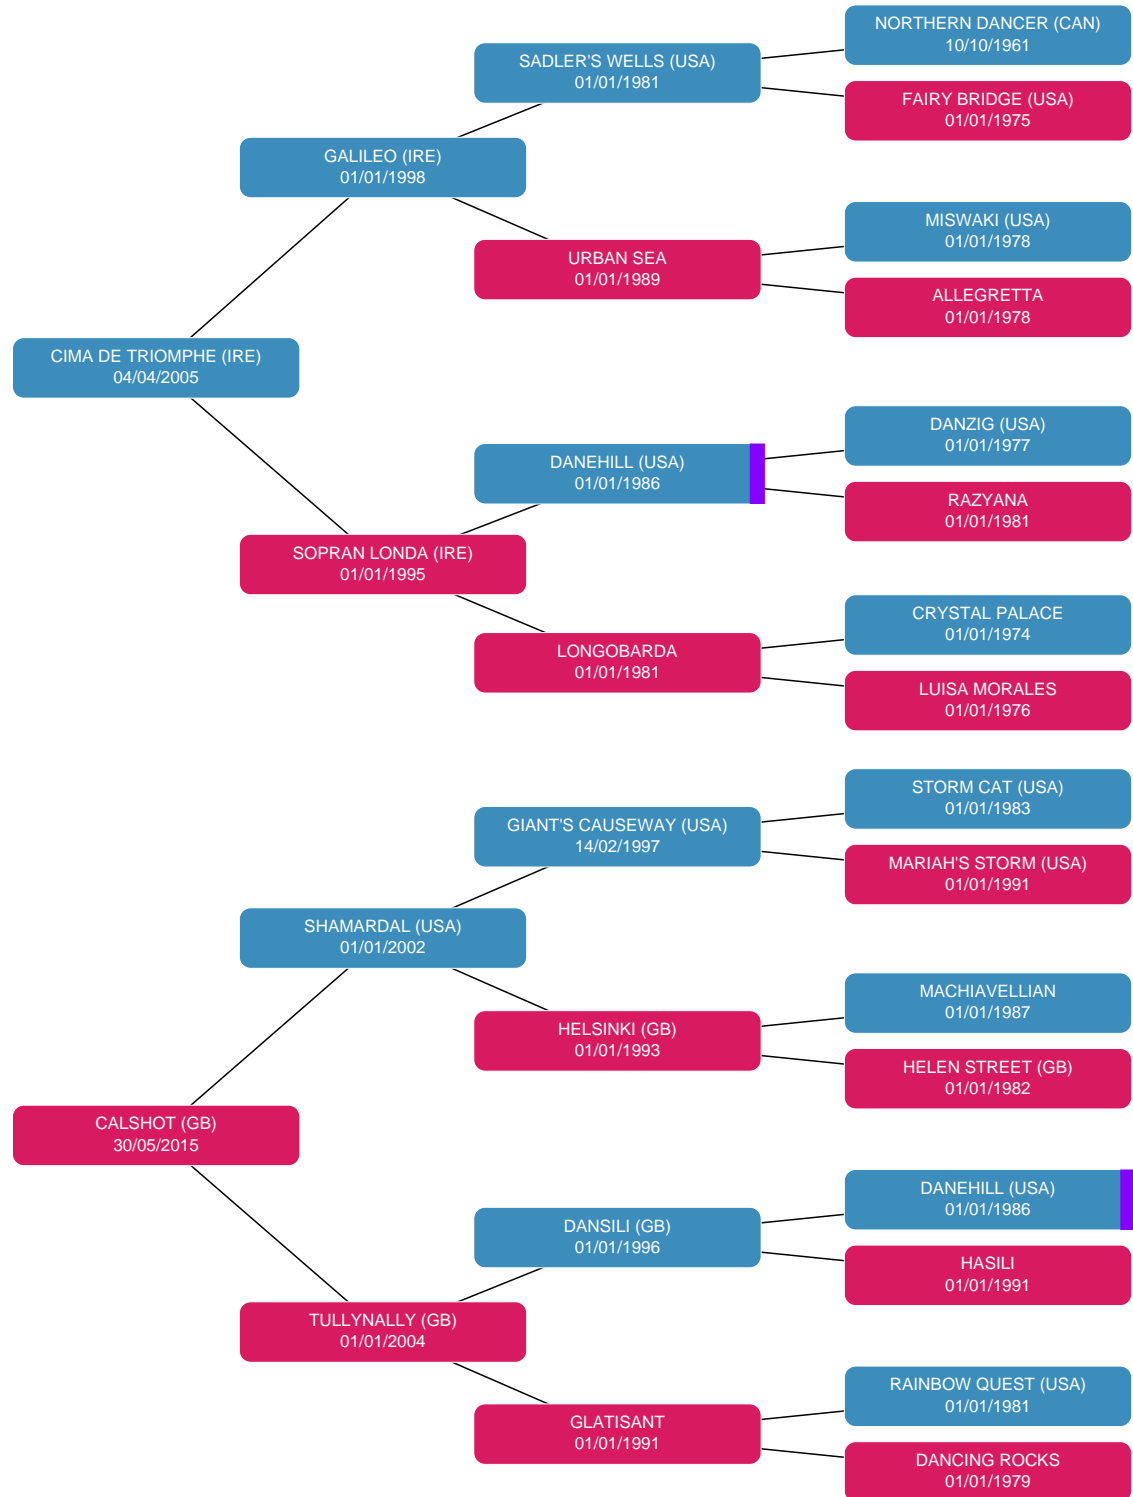 NORTHERN DANCER (CAN)
10/10/1961
SADLER'S WELLS (USA)
01/01/1981
FAIRY BRIDGE (USA)
01/01/1975
GALILEO (IRE)
01/01/1998
MISWAKI (USA)
01/01/1978
URBAN SEA
01/01/1989
ALLEGRETTA
01/01/1978
CIMA DE TRIOMPHE (IRE)
04/04/2005
DANZIG (USA)
01/01/1977
DANEHILL (USA)
01/01/1986
RAZYANA
01/01/1981
SOPRAN LONDA (IRE)
01/01/1995
CRYSTAL PALACE
01/01/1974
LONGOBARDA
01/01/1981
LUISA MORALES
01/01/1976
STORM CAT (USA)
01/01/1983
GIANT'S CAUSEWAY (USA)
14/02/1997
MARIAH'S STORM (USA)
01/01/1991
SHAMARDAL (USA)
01/01/2002
MACHIAVELLIAN
01/01/1987
HELSINKI (GB)
01/01/1993
HELEN STREET (GB)
01/01/1982
CALSHOT (GB)
30/05/2015
DANEHILL (USA)
01/01/1986
DANSILI (GB)
01/01/1996
HASILI
01/01/1991
TULLYNALLY (GB)
01/01/2004
RAINBOW QUEST (USA)
01/01/1981
GLATISANT
01/01/1991
DANCING ROCKS
01/01/1979